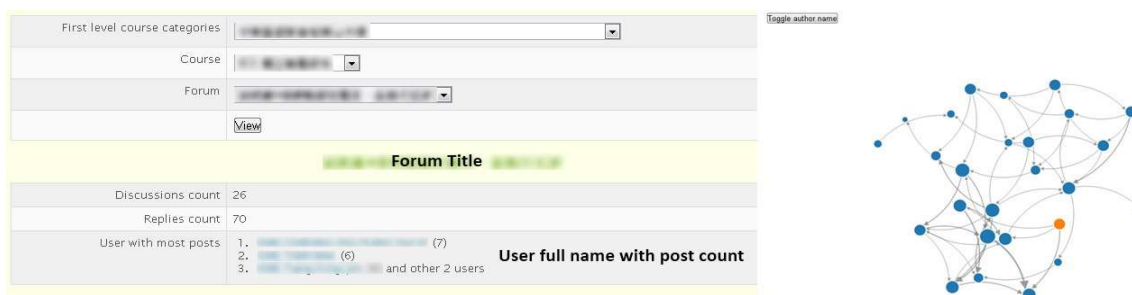 First level course categories
Course
Forum
View
Forum Title
Discussions count 26
Replies count 70
User with most posts 1. (7)
2. (6)
3. and other 2 users
User full name with post count
Toggle author name